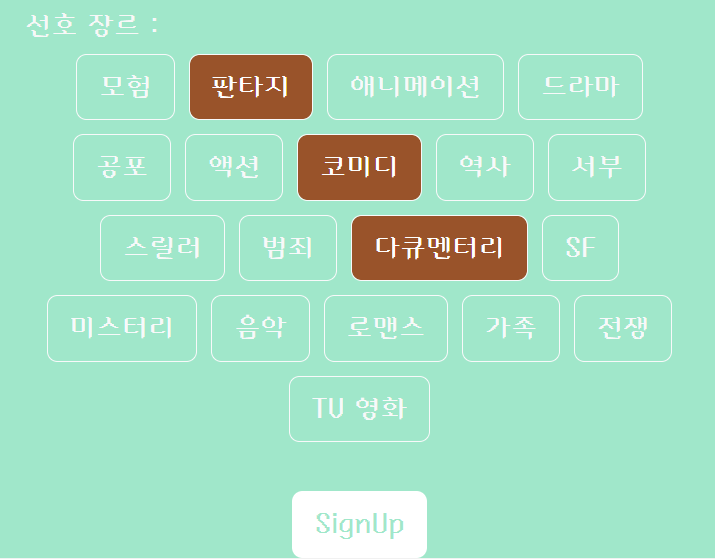 선호 장르 :
모험 판타지 애니메이션 드라마
공포 액션 코미디 역사 서부
스릴러 범죄 다큐멘터리 SF
미스터리 음악 로맨스 가족 전쟁
TV 영화
SignUp